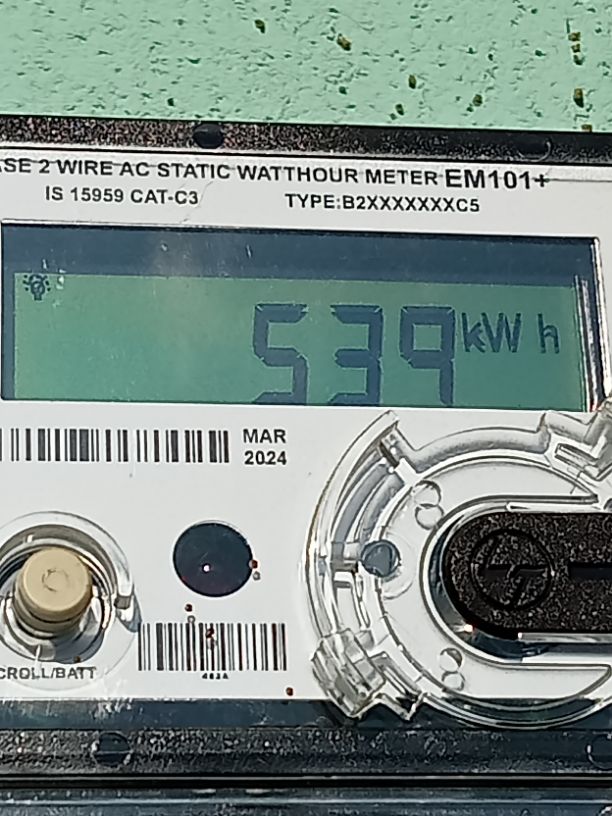 ASE 2 WIRE AC STATIC WATTHOUR METER EM101+
IS 15959 CAT-C3 TYPE:B2XXXXXXXC5
539 kW h
MAR
2024
CROLL/BATT